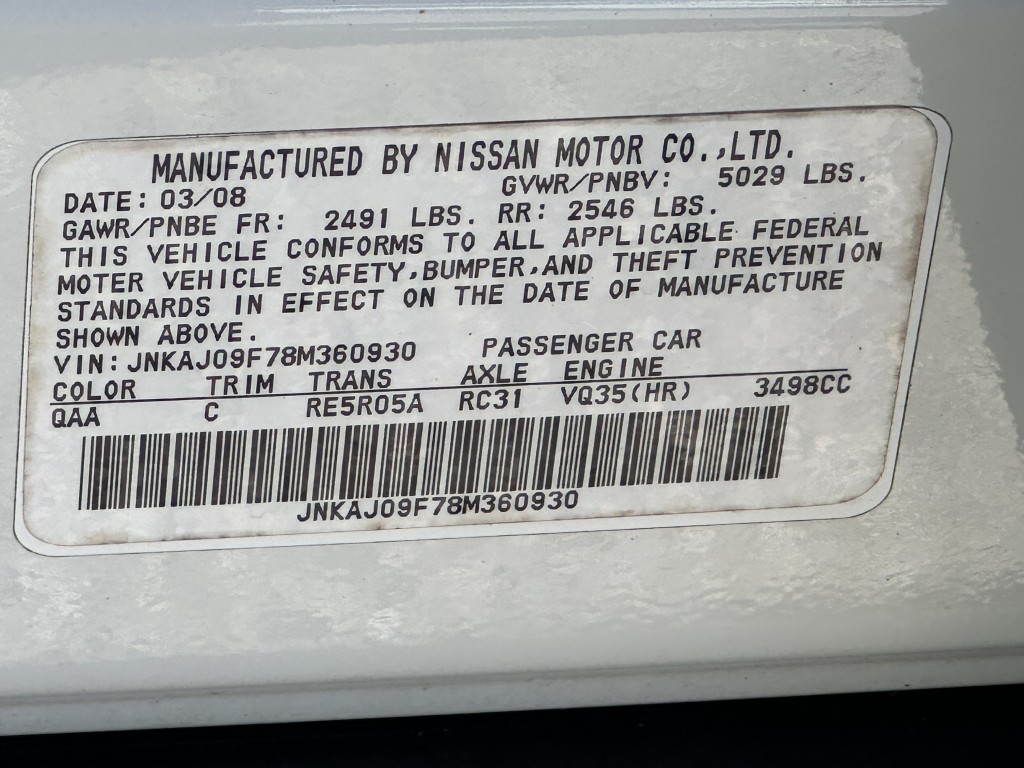 MANUFACTURED BY NISSAN MOTOR CO.,LTD.
DATE: 03/08 GVWR/PNBV: 5029 LBS.
GAWR/PNBE FR: 2491 LBS. RR: 2546 LBS.
THIS VEHICLE CONFORMS TO ALL APPLICABLE FEDERAL
MOTER VEHICLE SAFETY,BUMPER,AND THEFT PREVENTION
STANDARDS IN EFFECT ON THE DATE OF MANUFACTURE
SHOWN ABOVE.
VIN:JNKAJ09F78M360930 PASSENGER CAR
COLOR TRIM TRANS AXLE ENGINE
QAA C RE5R05A RC31 VQ35(HR) 3498CC
JNKAJ09F78M360930